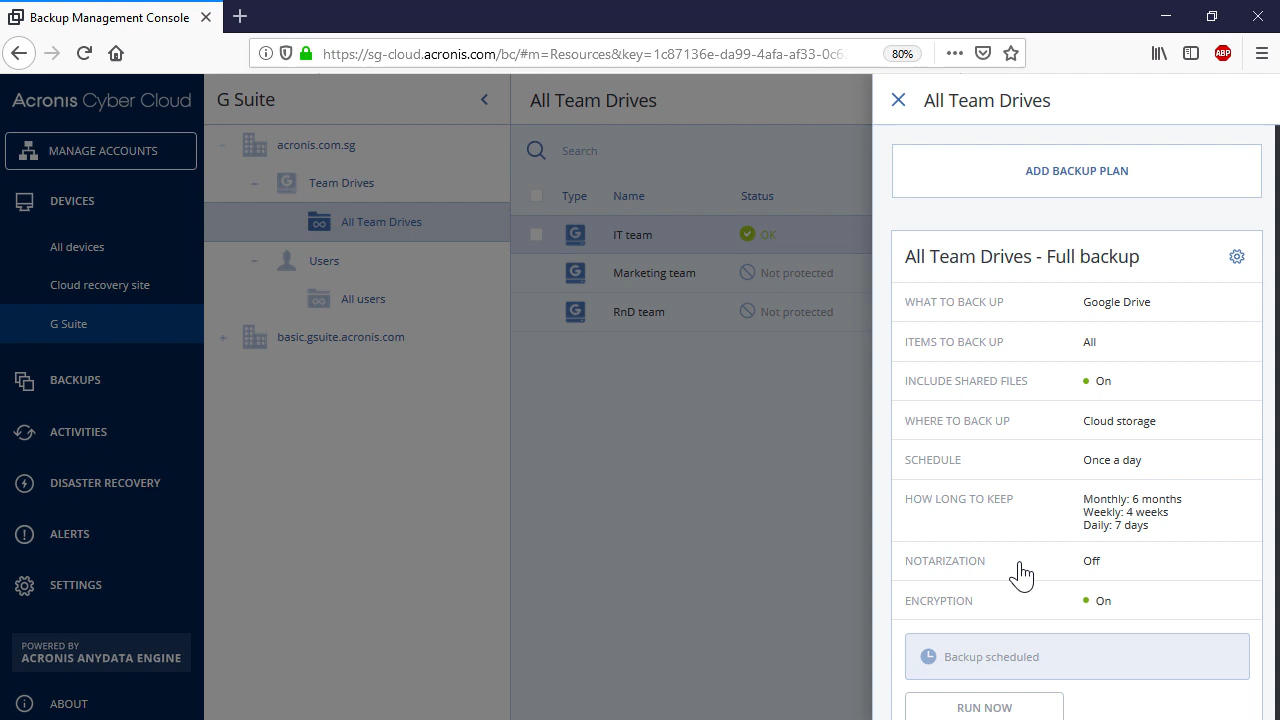 Backup Management Console
https://sg-cloud.acronis.com/bc/#m=Resources&key=1c87136e-da99-4afa-af33-0c6
80%
ABP
Acronis Cyber Cloud
MANAGE ACCOUNTS
DEVICES
All devices
Cloud recovery site
G Suite
BACKUPS
ACTIVITIES
DISASTER RECOVERY
ALERTS
SETTINGS
POWERED BY
ACRONIS ANYDATA ENGINE
ABOUT
G Suite
acronis.com.sg
Team Drives
All Team Drives
Users
All users
basic.gsuite.acronis.com
All Team Drives
Search
Type Name Status
IT team OK
Marketing team Not protected
RnD team Not protected
All Team Drives
ADD BACKUP PLAN
All Team Drives - Full backup
WHAT TO BACK UP Google Drive
ITEMS TO BACK UP All
INCLUDE SHARED FILES On
WHERE TO BACK UP Cloud storage
SCHEDULE Once a day
HOW LONG TO KEEP Monthly: 6 months
Weekly: 4 weeks
Daily: 7 days
NOTARIZATION Off
ENCRYPTION On
Backup scheduled
RUN NOW